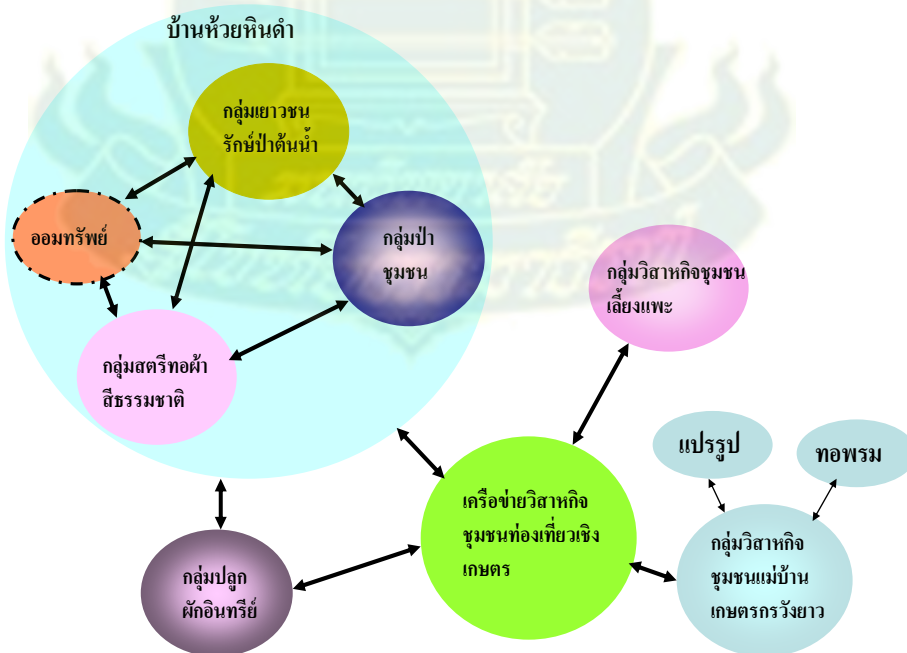 บ้านห้วยหินดำ
กลุ่มเยาวชน
รักษ์ป่าต้นน้ำ
ออมทรัพย์
กลุ่มป่า
ชุมชน
กลุ่มสตรีทอผ้า
สีธรรมชาติ
กลุ่มวิสาหกิจชุมชน
เลี้ยงแพะ
แปรรูป
ทอพรม
เครือข่ายวิสาหกิจ
ชุมชนท่องเที่ยวเชิง
เกษตร
กลุ่มวิสาหกิจ
ชุมชนแม่บ้าน
เกษตรกรวังยาว
กลุ่มปลูก
ผักอินทรีย์